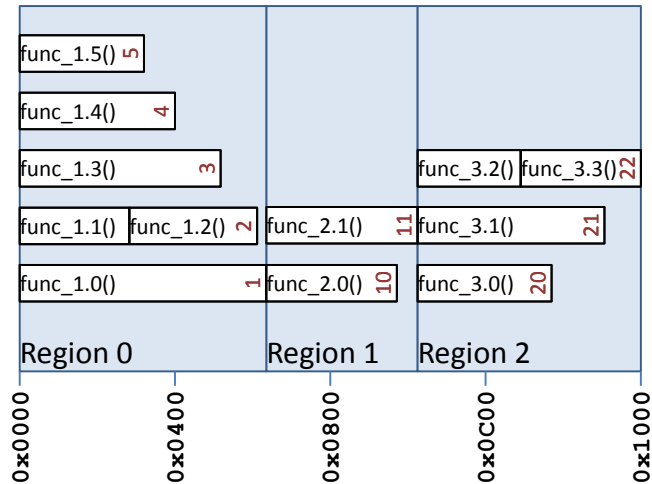 func_1.5() 5
func_1.4() 4
func_1.3() 3 func_3.2() func_3.3() 22
func_1.1() func_1.2() 2 func_2.1() 11 func_3.1() 21
func_1.0() 1 func_2.0() 10 func_3.0() 20
Region 0 Region 1 Region 2
0x0000 0x0400 0x0800 0x0C00 0x1000